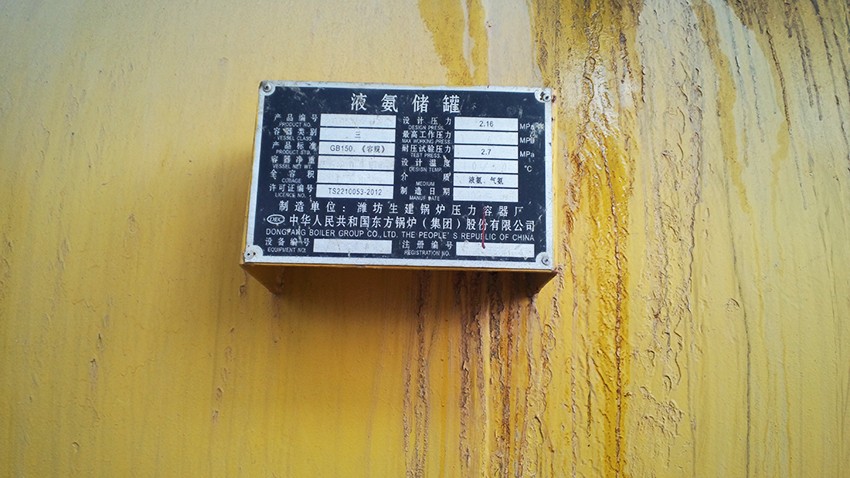 液氨储罐
产品编号
PRODUCT NO.
设计压力 2.16 MPa
DESIGN PRESS.
容器类别 三
VESSEL CLASS
最高工作压力 MPa
MAX WORKING PRESS.
产品标准 GB150、《容规》
PRODUCT STD.
耐压试验压力 2.7 MPa
TEST PRESS.
容器净重
VESSEL NET WT.
设计温度 ℃
DESIGN TEMP.
全容积
介质 液氨、气氨
MEDIUM
许可证编号 TS2210053-2012
LICENCE NO.
制造日期
MANUF DATE
制造单位：潍坊生建锅炉压力容器厂
中华人民共和国东方锅炉（集团）股份有限公司
DONGFANG BOILER GROUP CO., LTD. THE PEOPLE'S REPUBLIC OF CHINA
设备编号
EQUIPMENT NO.
注册编号
REGISTRATION NO.